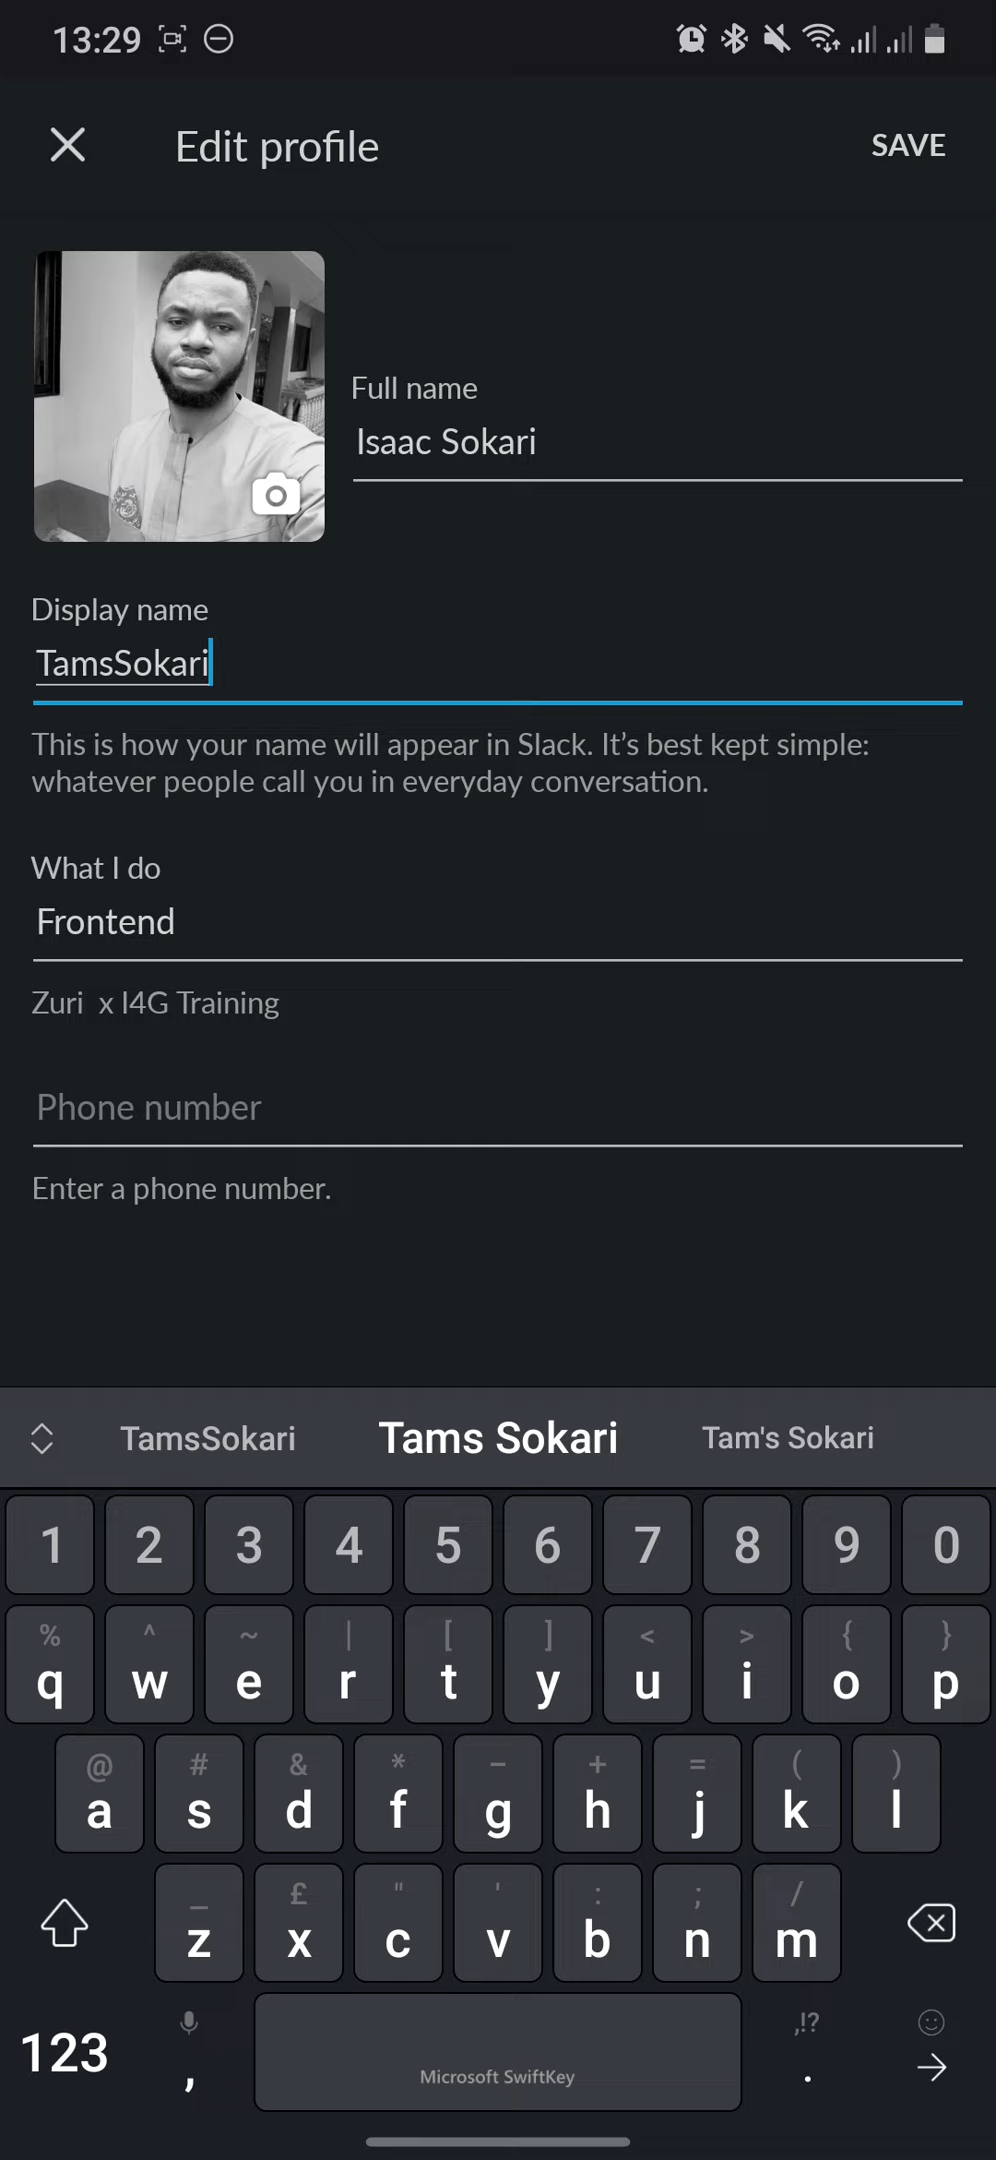 13:29
Edit profile
SAVE
Full name
Isaac Sokari
Display name
TamsSokari
This is how your name will appear in Slack. It’s best kept simple:
whatever people call you in everyday conversation.
What I do
Frontend
Zuri  x I4G Training
Phone number
Enter a phone number.
TamsSokari Tams Sokari Tam's Sokari
1 2 3 4 5 6 7 8 9 0
% ^ ~ | [ ] < > { }
q w e r t y u i o p
@ # & * − + = ( )
a s d f g h j k l
_ £ " ' : ; /
z x c v b n m
,!?
123 , Microsoft SwiftKey .